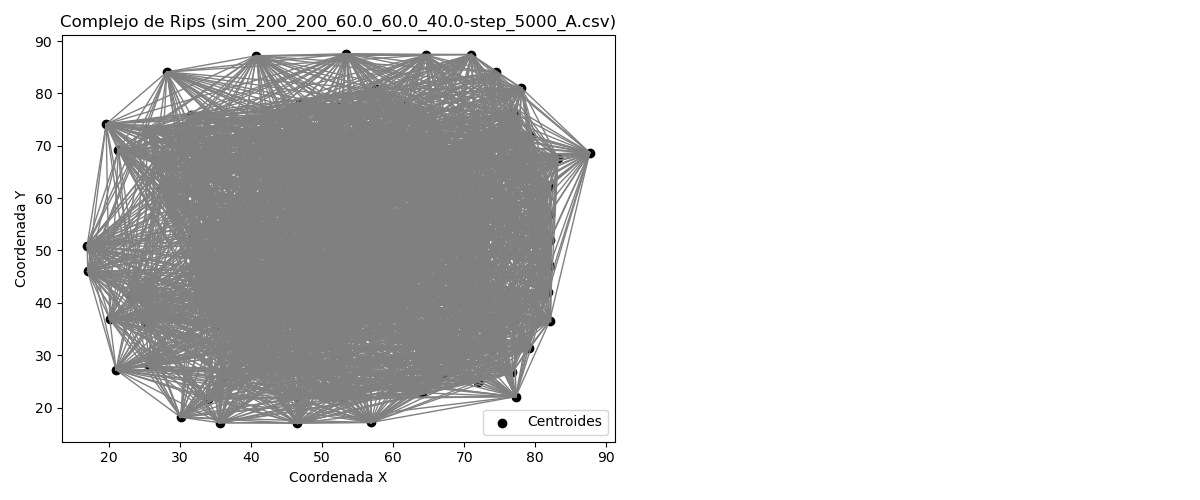 Complejo de Rips (sim_200_200_60.0_60.0_40.0-step_5000_A.csv)
90
80
70
60
50
40
30
20
Coordenada Y
Centroides
20 30 40 50 60 70 80 90
Coordenada X